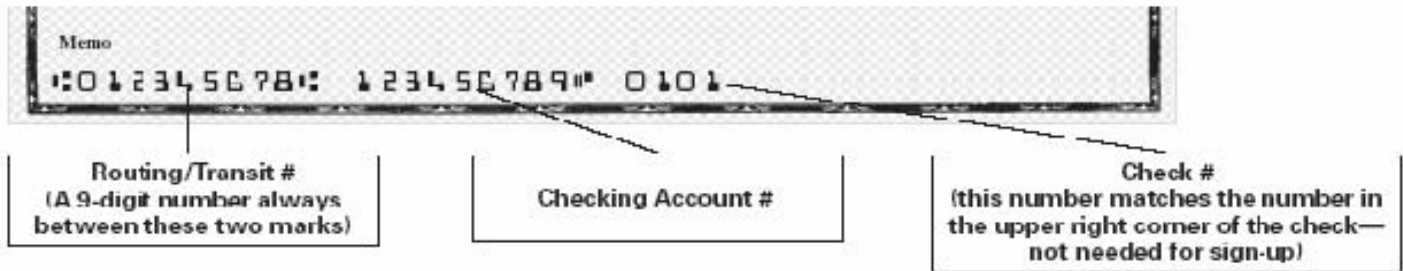 Memo
⑆012345678⑆ 123456789⑈ 0101
Routing/Transit #
(A 9-digit number always
between these two marks)
Checking Account #
Check #
(this number matches the number in
the upper right corner of the check—
not needed for sign-up)